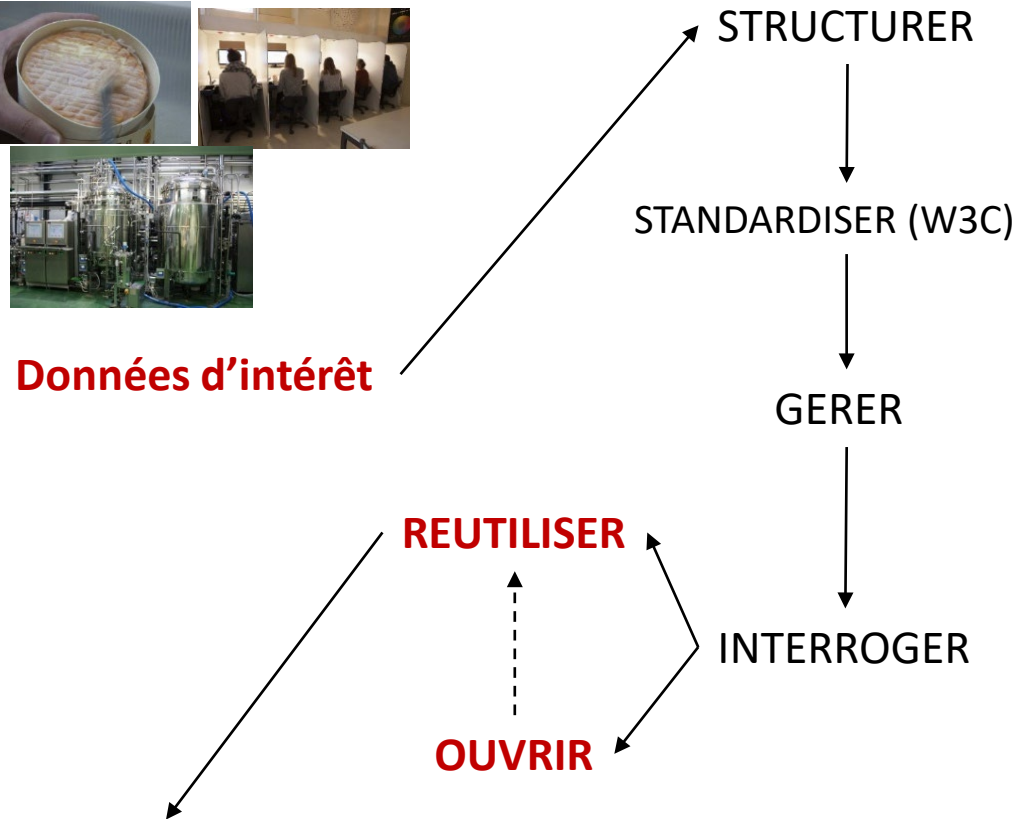 STRUCTURER
STANDARDISER (W3C)
Données d’intérêt
GERER
REUTILISER
INTERROGER
OUVRIR